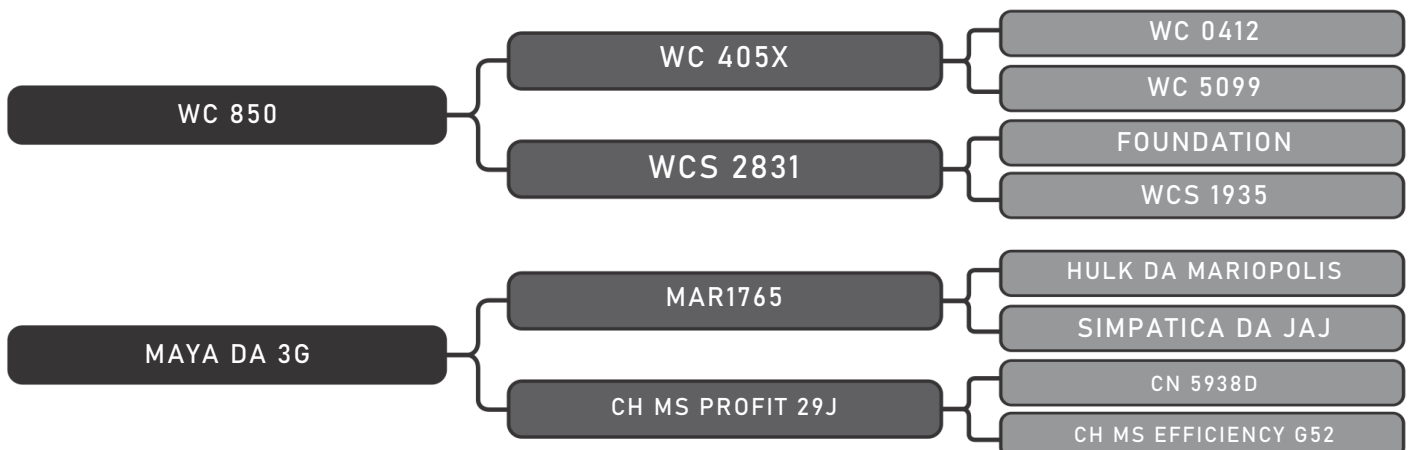 WC 850
WC 405X
WC 0412
WC 5099
WCS 2831
FOUNDATION
WCS 1935
MAYA DA 3G
MAR1765
HULK DA MARIOPOLIS
SIMPATICA DA JAJ
CH MS PROFIT 29J
CN 5938D
CH MS EFFICIENCY G52